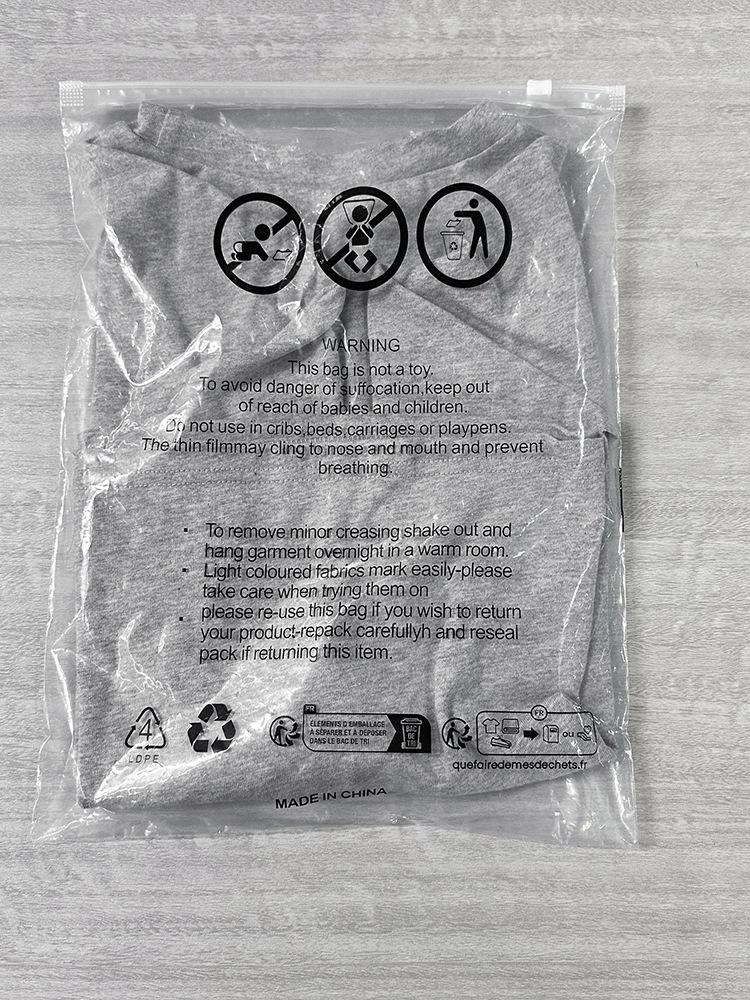 WARNING
This bag is not a toy.
To avoid danger of suffocation,keep out
of reach of babies and children.
Do not use in cribs,beds,carriages or playpens.
The thin filmmay cling to nose and mouth and prevent
breathing.
· To remove minor creasing shake out and
hang garment overnight in a warm room.
· Light coloured fabrics mark easily-please
take care when trying them on
· please re-use this bag if you wish to return
your product-repack carefullyh and reseal
pack if returning this item.
4
LDPE
FR
ÉLÉMENTS D'EMBALLAGE
À SÉPARER ET À DÉPOSER
DANS LE BAC DE TRI
BAC
DE
TRI
FR
ou
quefairedemesdechets.fr
MADE IN CHINA